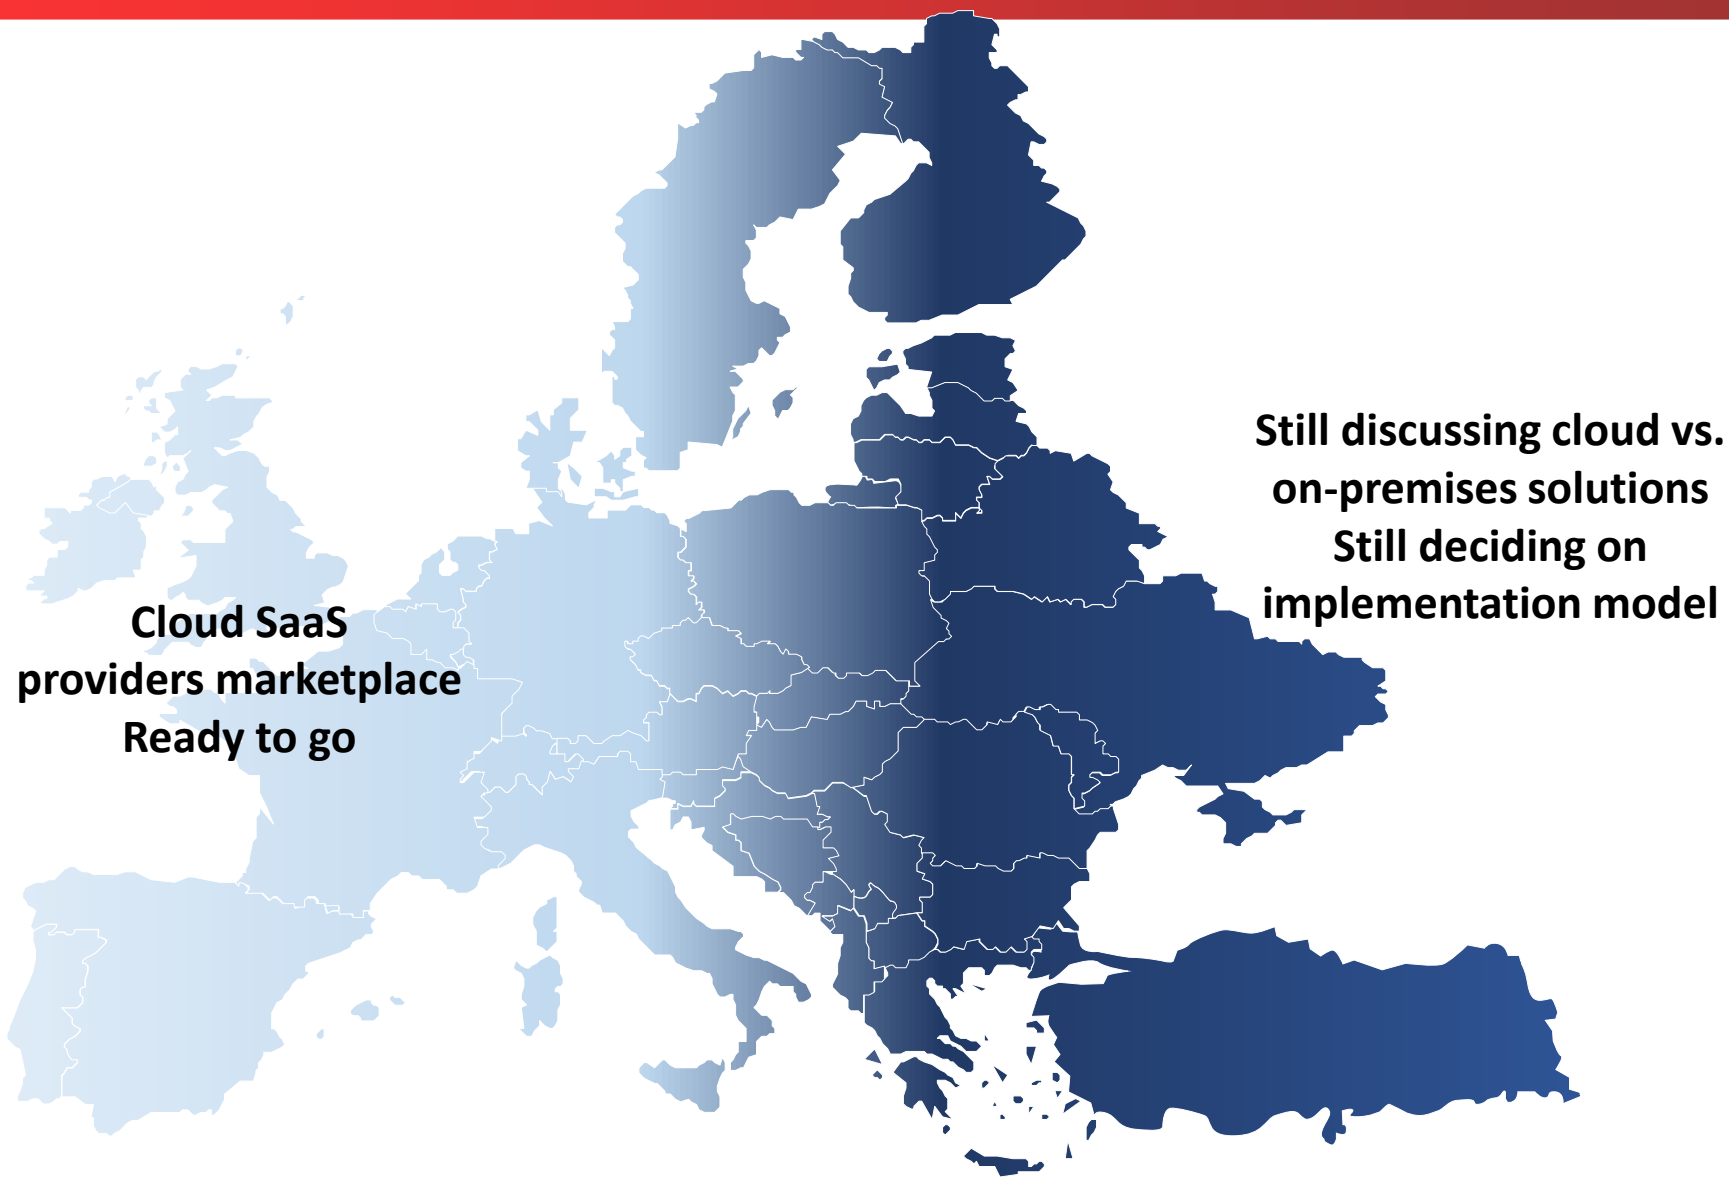 Cloud SaaS
providers marketplace
Ready to go
Still discussing cloud vs.
on-premises solutions
Still deciding on
implementation model